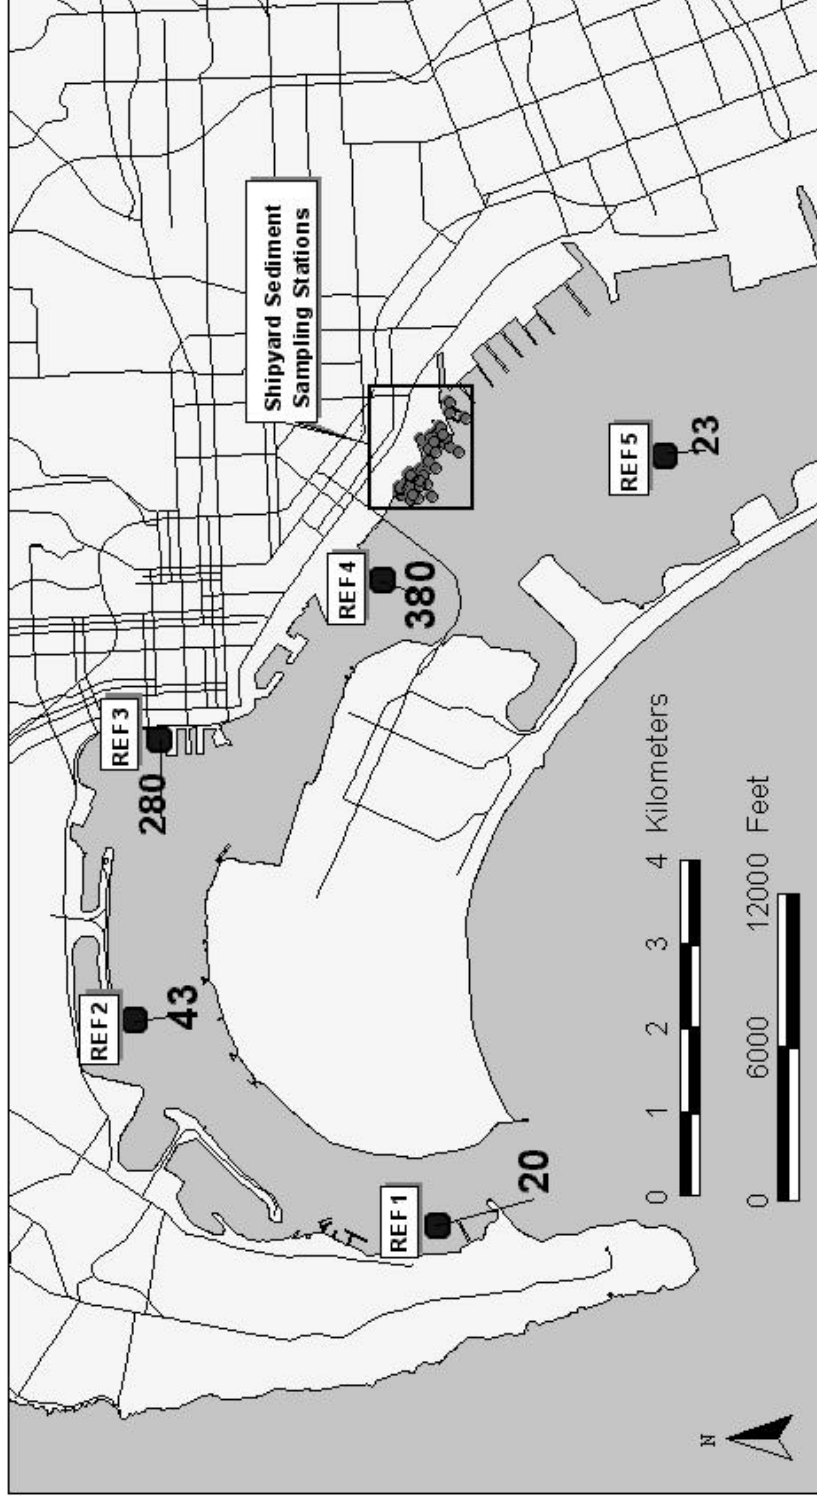 Shipyard Sediment
Sampling Stations
REF1
20
REF2
43
REF3
280
REF4
380
REF5
23
0 1 2 3 4 Kilometers
0 6000 12000 Feet
N